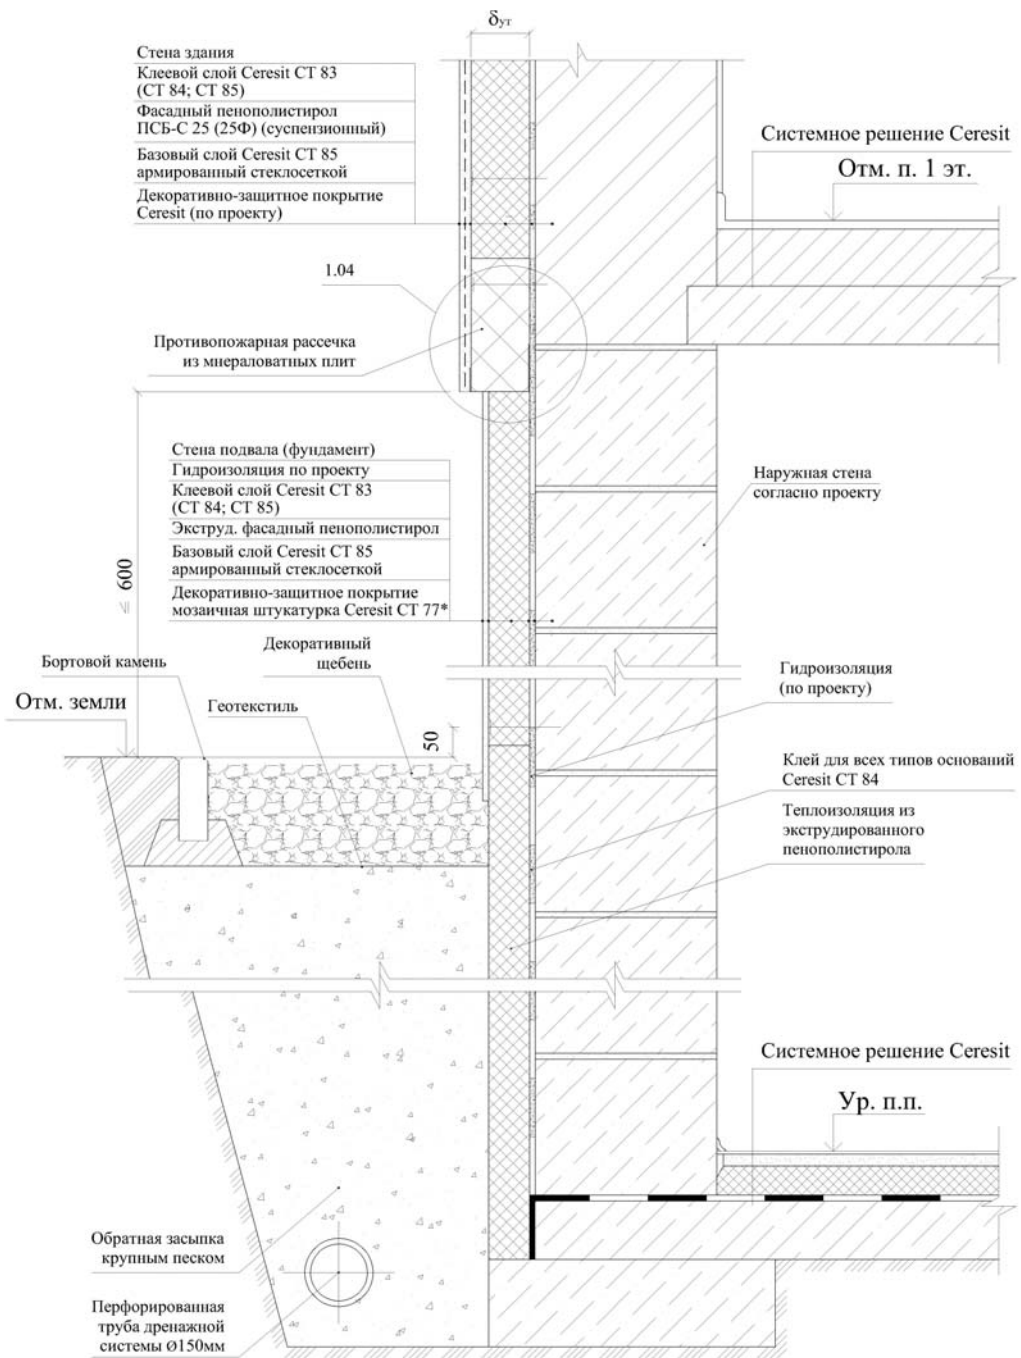 δут
Стена здания
Клеевой слой Ceresit CT 83
(CT 84; CT 85)
Фасадный пенополистирол
ПСБ-С 25 (25Ф) (суспензионный)
Базовый слой Ceresit CT 85
армированный стеклосеткой
Декоративно-защитное покрытие
Ceresit (по проекту)
Системное решение Ceresit
Отм. п. 1 эт.
1.04
Противопожарная рассечка
из мнераловатных плит
Стена подвала (фундамент)
Гидроизоляция по проекту
Клеевой слой Ceresit CT 83
(CT 84; CT 85)
Экструд. фасадный пенополистирол
Базовый слой Ceresit CT 85
армированный стеклосеткой
Декоративно-защитное покрытие
мозаичная штукатурка Ceresit CT 77*
Наружная стена
согласно проекту
≤ 600
Бортовой камень
Декоративный
щебень
Отм. земли
Геотекстиль
50
Гидроизоляция
(по проекту)
Клей для всех типов оснований
Ceresit CT 84
Теплоизоляция из
экструдированного
пенополистирола
Системное решение Ceresit
Ур. п.п.
Обратная засыпка
крупным песком
Перфорированная
труба дренажной
системы Ø150мм